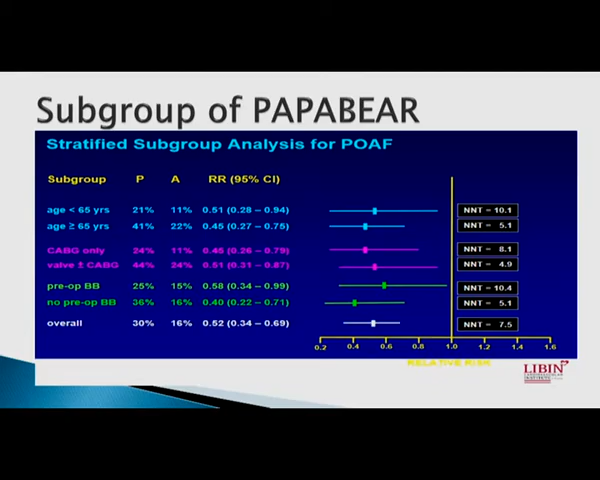 Subgroup of PAPABEAR
Stratified Subgroup Analysis for POAF
Subgroup P A RR (95% CI)
age < 65 yrs 21% 11% 0.51 (0.28 – 0.94) NNT = 10.1
age ≥ 65 yrs 41% 22% 0.45 (0.27 – 0.75) NNT = 5.1
CABG only 24% 11% 0.45 (0.26 – 0.79) NNT = 8.1
valve ± CABG 44% 24% 0.51 (0.31 – 0.87) NNT = 4.9
pre-op BB 25% 15% 0.58 (0.34 – 0.99) NNT = 10.4
no pre-op BB 36% 16% 0.40 (0.22 – 0.71) NNT = 5.1
overall 30% 16% 0.52 (0.34 – 0.69) NNT = 7.5
0.2 0.4 0.6 0.8 1.0 1.2 1.4 1.6
RELATIVE RISK
LIBIN